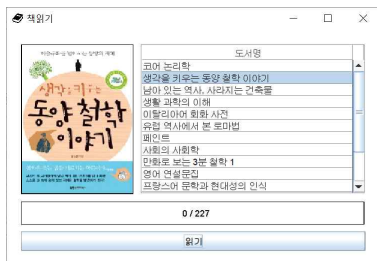 책읽기
생각을 키우는
동양 철학
이야기
도서명
코어 논리학
생각을 키우는 동양 철학 이야기
남아 있는 역사, 사라지는 건축물
생활 과학의 이해
이탈리아어 회화 사전
유럽 역사에서 본 로마법
페인트
사회의 사회학
만화로 보는 3분 철학 1
영어 연설문집
프랑스어 문학과 현대성의 인식
0 / 227
읽기